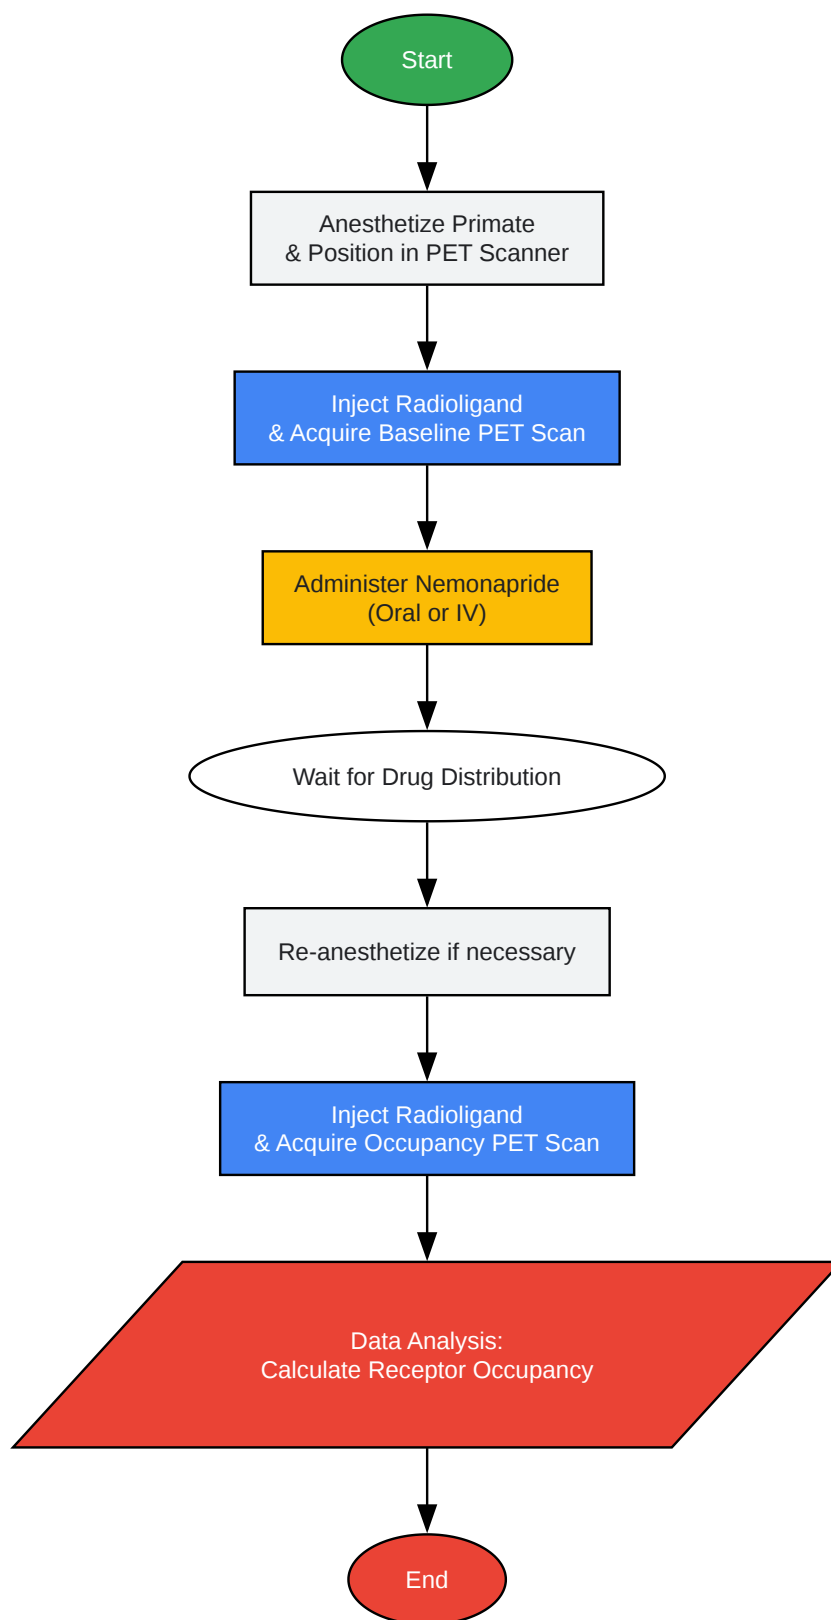 Start
Anesthetize Primate
& Position in PET Scanner
Inject Radioligand
& Acquire Baseline PET Scan
Administer Nemonapride
(Oral or IV)
Wait for Drug Distribution
Re-anesthetize if necessary
Inject Radioligand
& Acquire Occupancy PET Scan
Data Analysis:
Calculate Receptor Occupancy
End